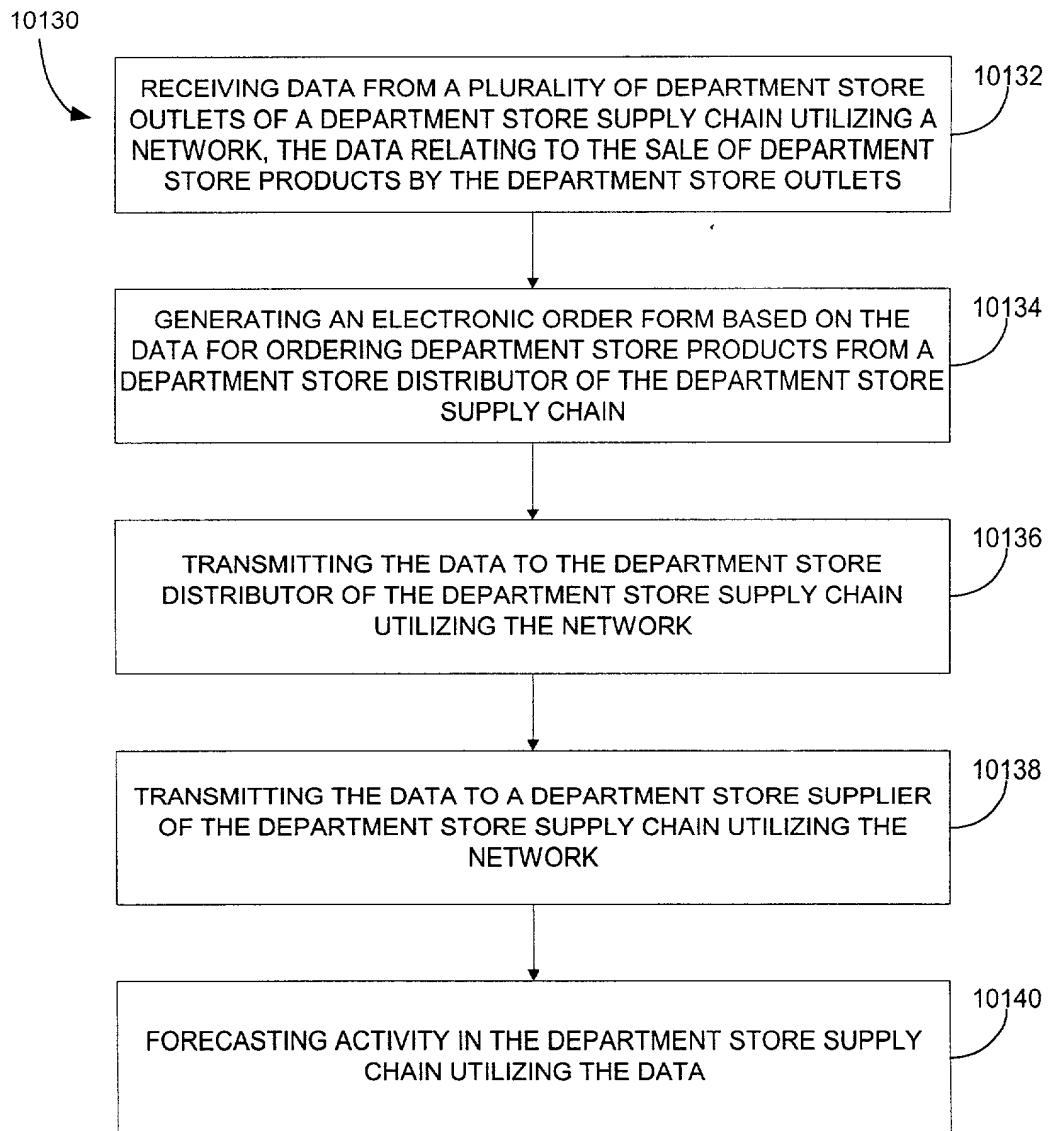 10130
10132
RECEIVING DATA FROM A PLURALITY OF DEPARTMENT STORE
OUTLETS OF A DEPARTMENT STORE SUPPLY CHAIN UTILIZING A
NETWORK, THE DATA RELATING TO THE SALE OF DEPARTMENT
STORE PRODUCTS BY THE DEPARTMENT STORE OUTLETS
10134
GENERATING AN ELECTRONIC ORDER FORM BASED ON THE
DATA FOR ORDERING DEPARTMENT STORE PRODUCTS FROM A
DEPARTMENT STORE DISTRIBUTOR OF THE DEPARTMENT STORE
SUPPLY CHAIN
10136
TRANSMITTING THE DATA TO THE DEPARTMENT STORE
DISTRIBUTOR OF THE DEPARTMENT STORE SUPPLY CHAIN
UTILIZING THE NETWORK
10138
TRANSMITTING THE DATA TO A DEPARTMENT STORE SUPPLIER
OF THE DEPARTMENT STORE SUPPLY CHAIN UTILIZING THE
NETWORK
10140
FORECASTING ACTIVITY IN THE DEPARTMENT STORE SUPPLY
CHAIN UTILIZING THE DATA